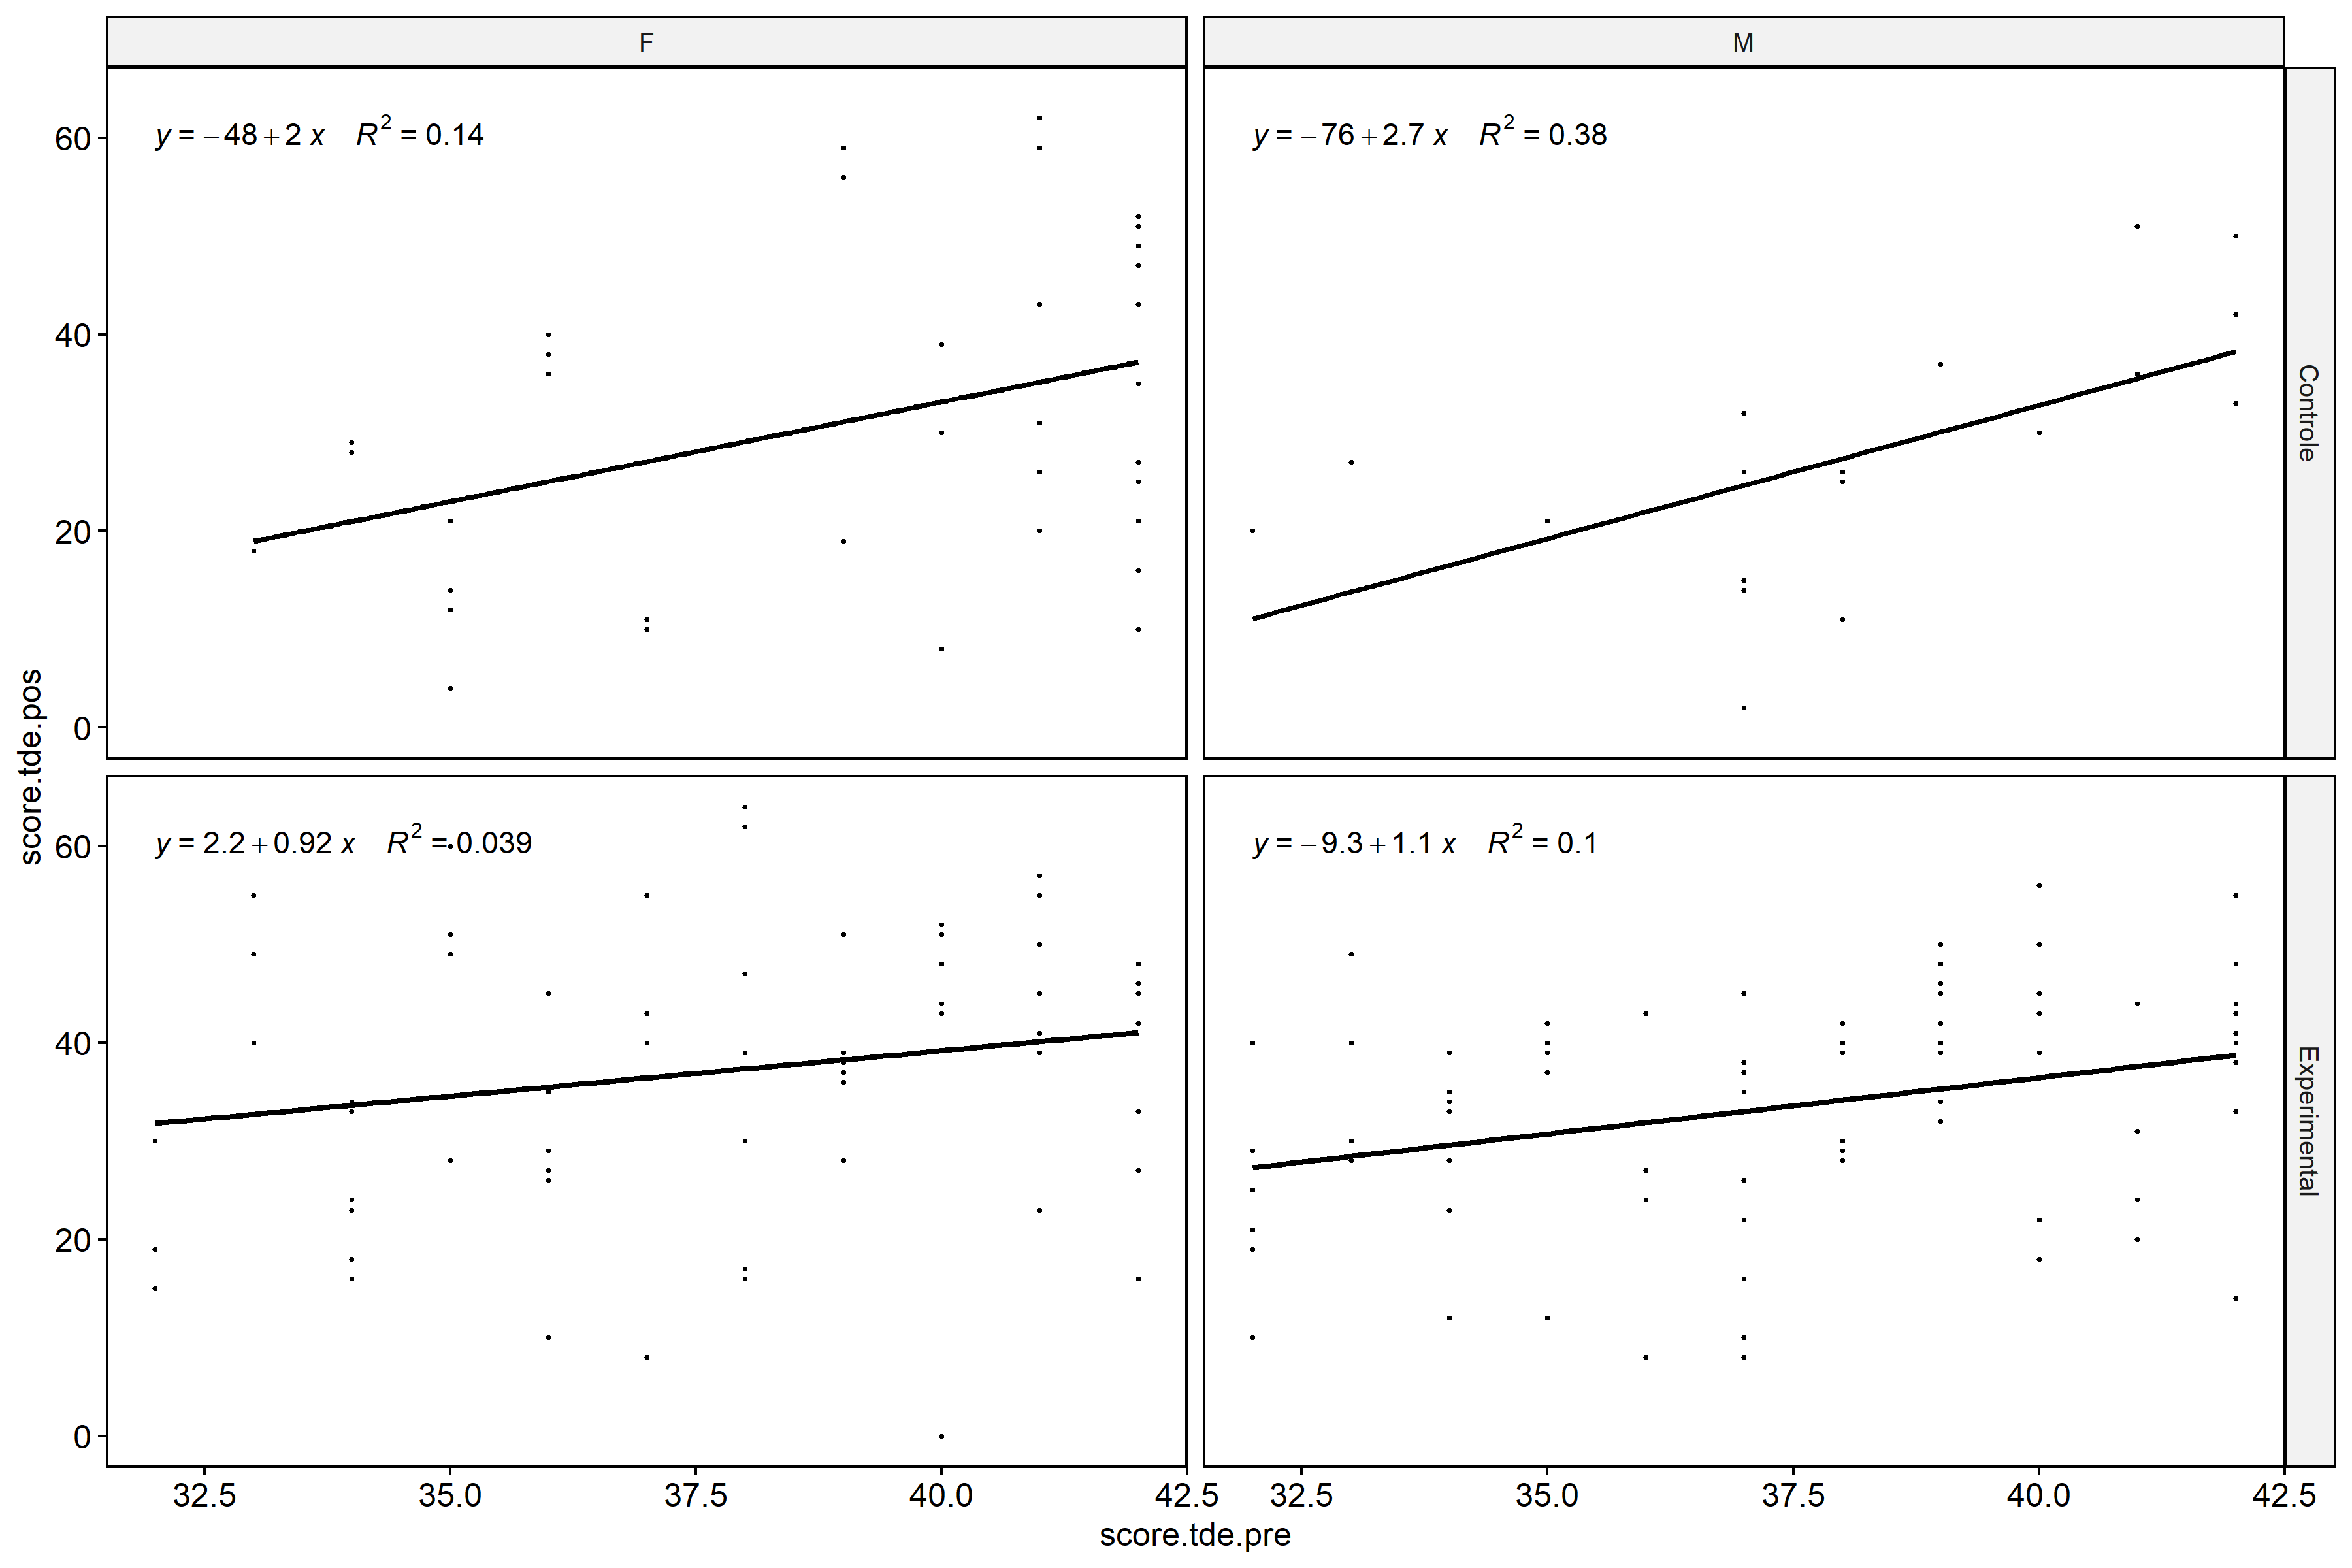 F
M
y = −48 + 2 x R² = 0.14
y = −76 + 2.7 x R² = 0.38
60
40
20
0
Controle
y = 2.2 + 0.92 x R² = 0.039
y = −9.3 + 1.1 x R² = 0.1
60
40
20
0
Experimental
score.tde.pos
32.5 35.0 37.5 40.0 42.5 32.5 35.0 37.5 40.0 42.5
score.tde.pre